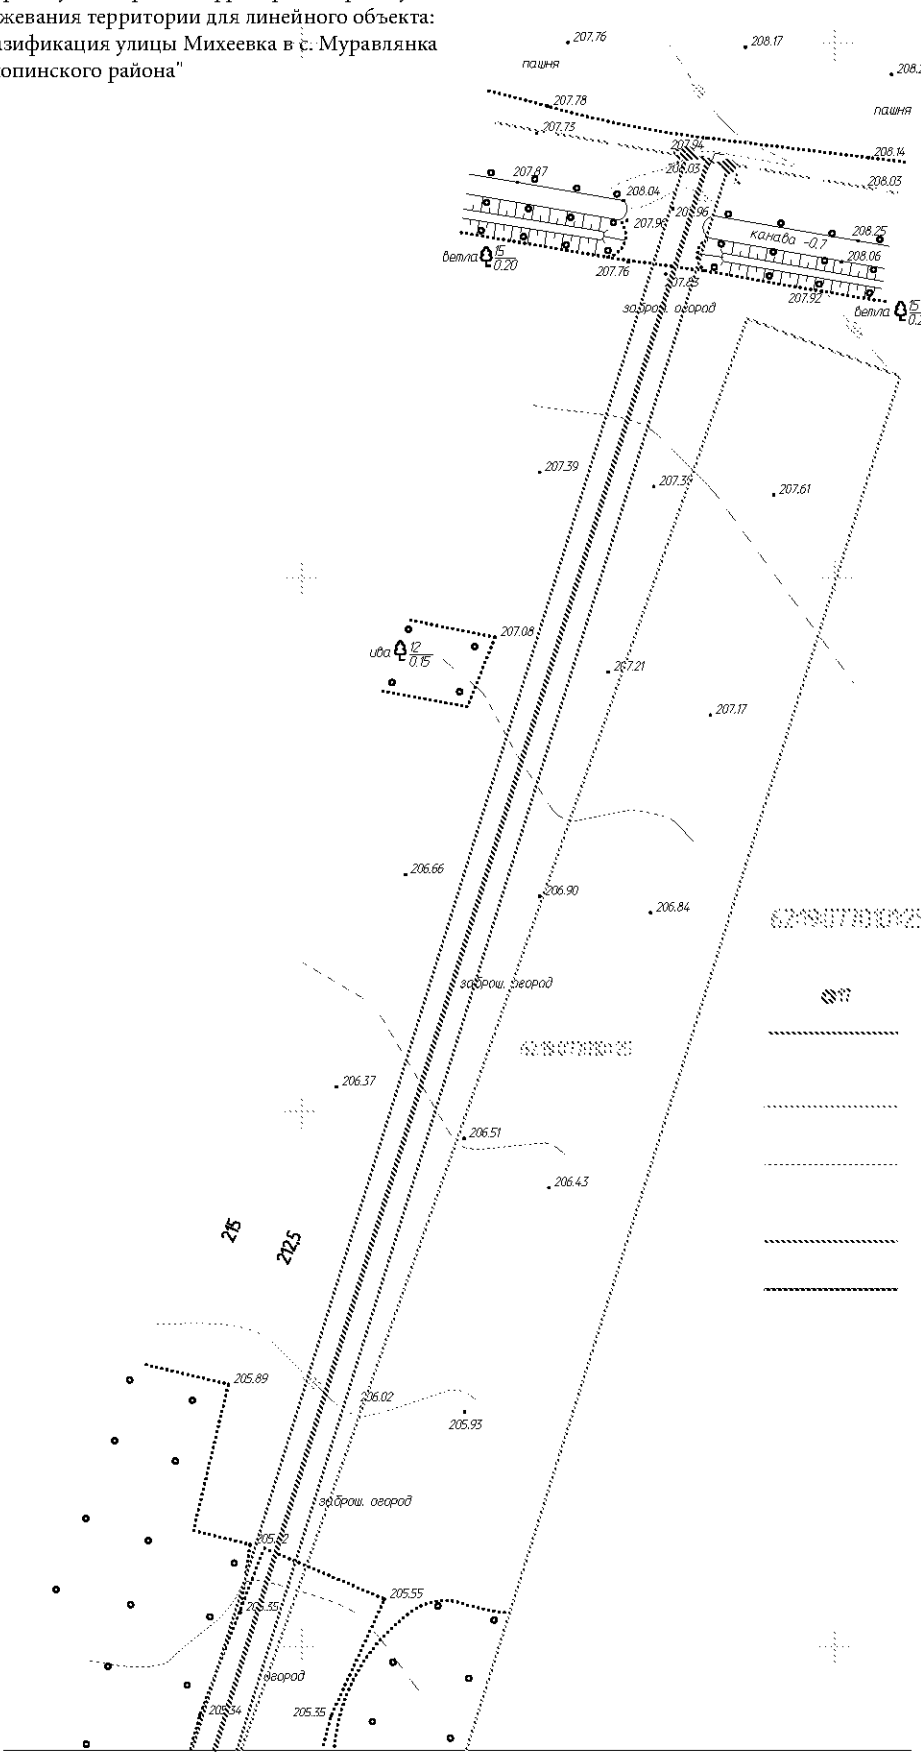 жевания территории для линейного объекта:
зификация улицы Михеевка в с. Муравлянка
опинского района"
207.76
208.17
пашня
207.78
пашня
207.73
207.94
208.14
208.03
207.87
208.03
208.04
207.96
канава -0,7
208.25
208.06
ветла 15
0.20
207.76
207.92
ветла 15
заброш. огород
207.39
207.61
207.08
ива 12
0.15
207.21
207.17
206.66
206.90
206.84
заброш. огород
206.37
206.51
206.43
215
212,5
205.89
206.02
205.93
заброш. огород
205.55
огород
205.34
205.35